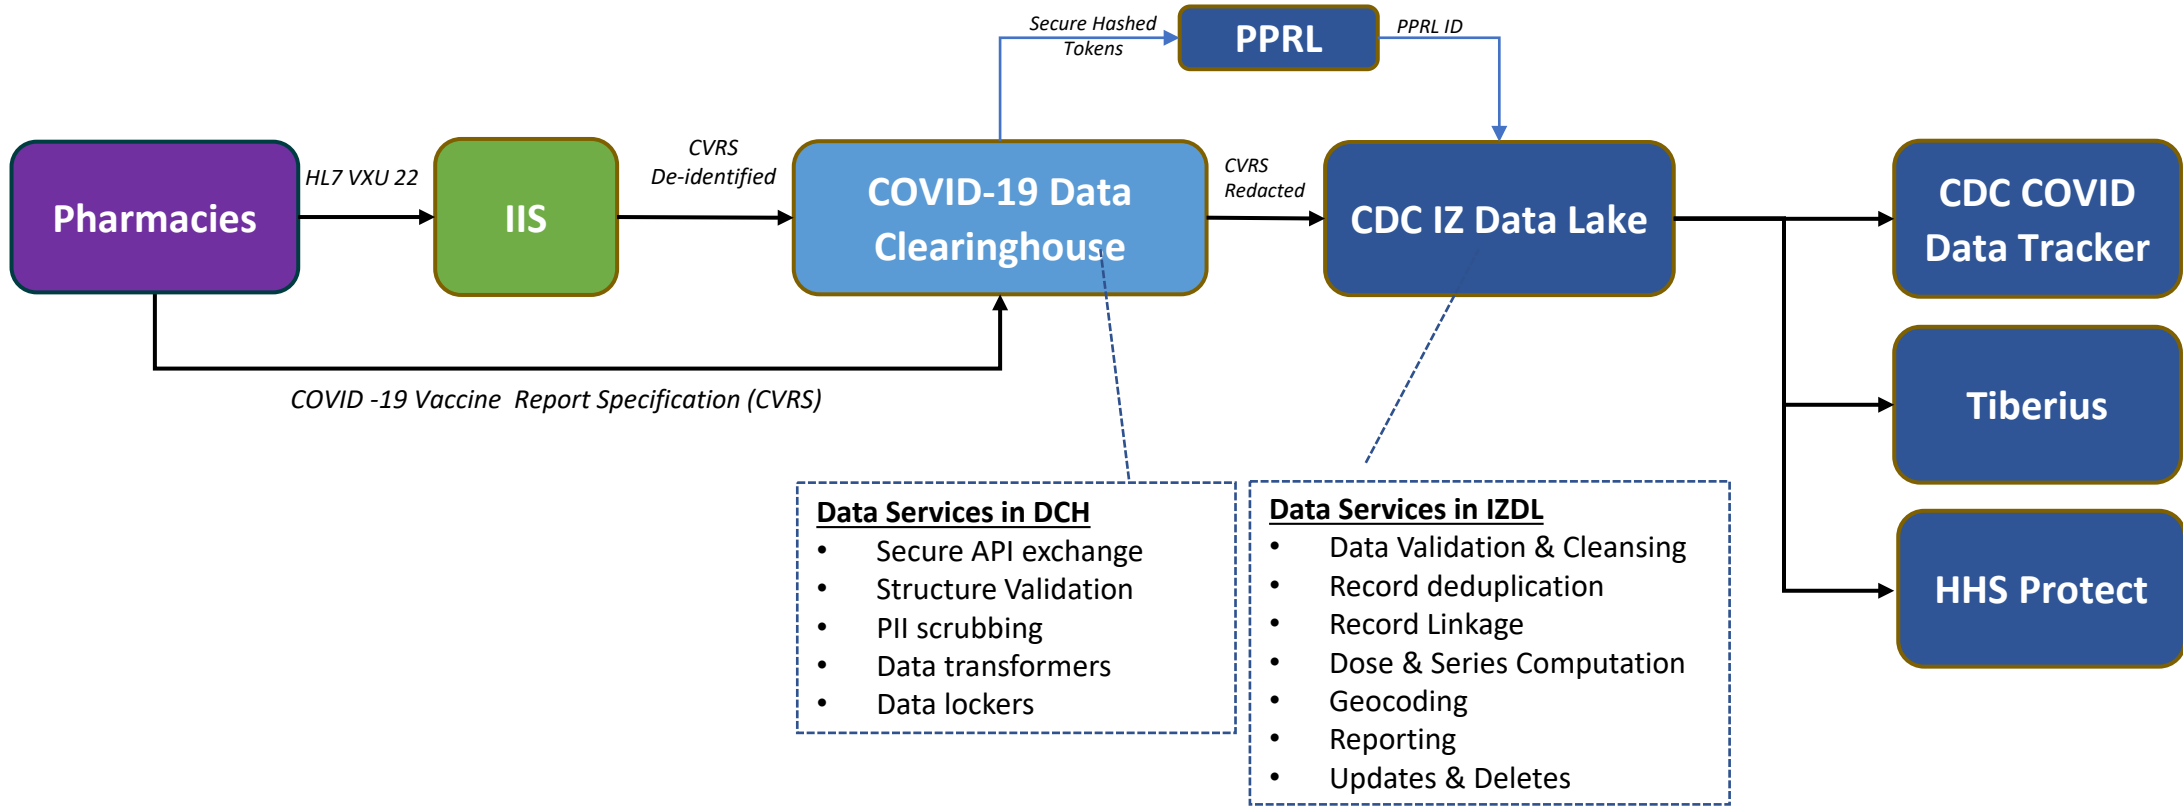 Secure Hashed
Tokens
PPRL
PPRL ID
Pharmacies
HL7 VXU 22
IIS
CVRS
De-identified
COVID-19 Data
Clearinghouse
CVRS
Redacted
CDC IZ Data Lake
CDC COVID
Data Tracker
Tiberius
HHS Protect
COVID -19 Vaccine  Report Specification (CVRS)
Data Services in DCH
• Secure API exchange
• Structure Validation
• PII scrubbing
• Data transformers
• Data lockers
Data Services in IZDL
• Data Validation & Cleansing
• Record deduplication
• Record Linkage
• Dose & Series Computation
• Geocoding
• Reporting
• Updates & Deletes